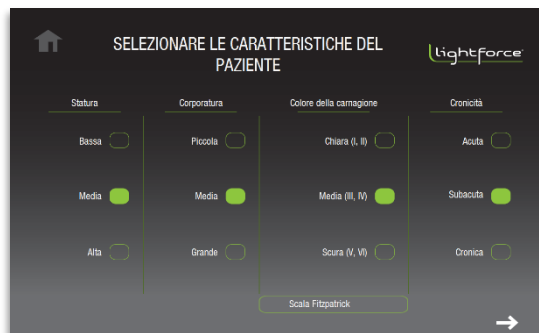 SELEZIONARE LE CARATTERISTICHE DEL
PAZIENTE
lightforce
Statura
Corporatura
Colore della carnagione
Cronicità
Bassa
Piccola
Chiara (I, II)
Acuta
Media
Media
Media (III, IV)
Subacuta
Alta
Grande
Scura (V, VI)
Cronica
Scala Fitzpatrick